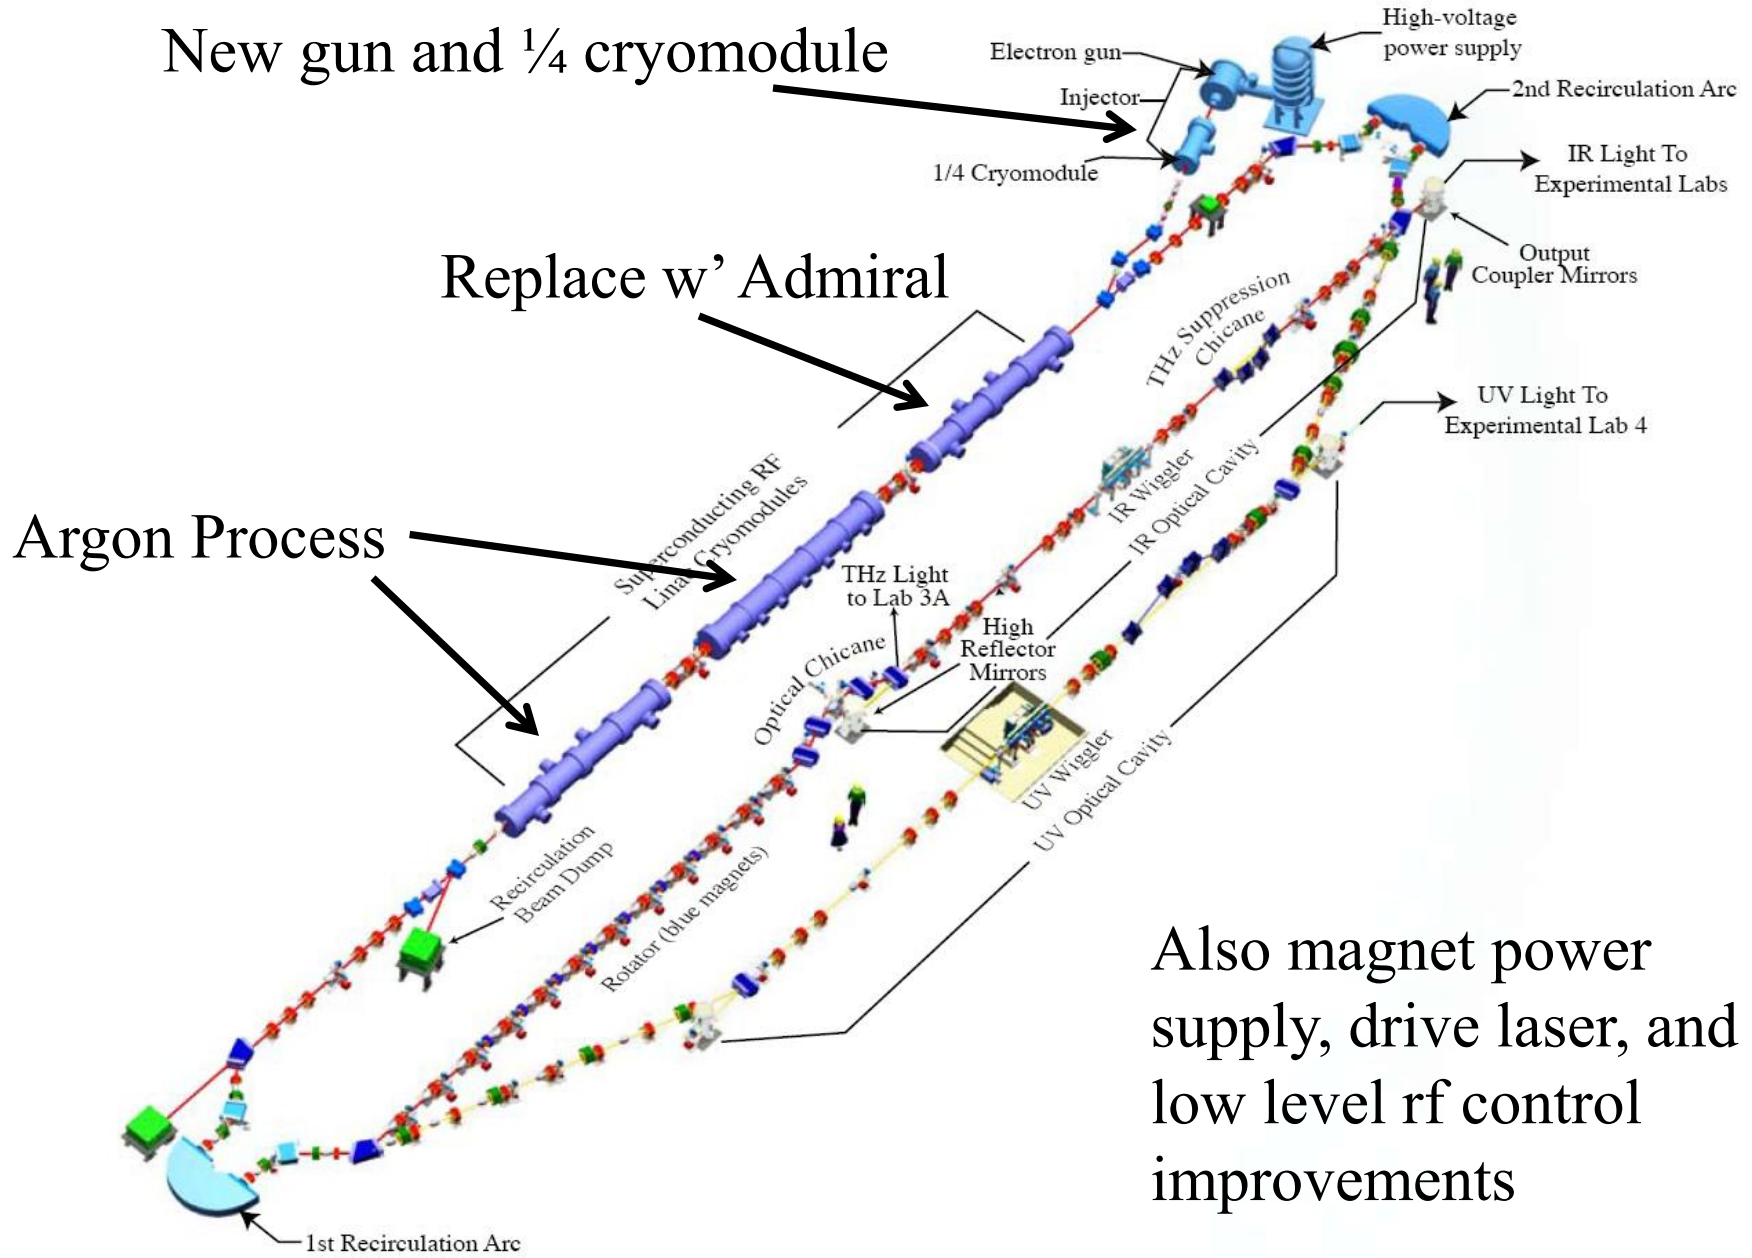 New gun and ¼ cryomodule
High-voltage
power supply
Electron gun
2nd Recirculation Arc
Injector
IR Light To
Experimental Labs
1/4 Cryomodule
Output
Coupler Mirrors
Replace w’ Admiral
THz Suppression
Chicane
UV Light To
Experimental Lab 4
Superconducting RF
Linac Cryomodules
IR Wiggler
IR Optical Cavity
Argon Process
THz Light
to Lab 3A
High
Reflector
Mirrors
Optical Chicane
UV Wiggler
UV Optical Cavity
Recirculation
Beam Dump
Rotator (blue magnets)
Also magnet power
supply, drive laser, and
low level rf control
improvements
1st Recirculation Arc